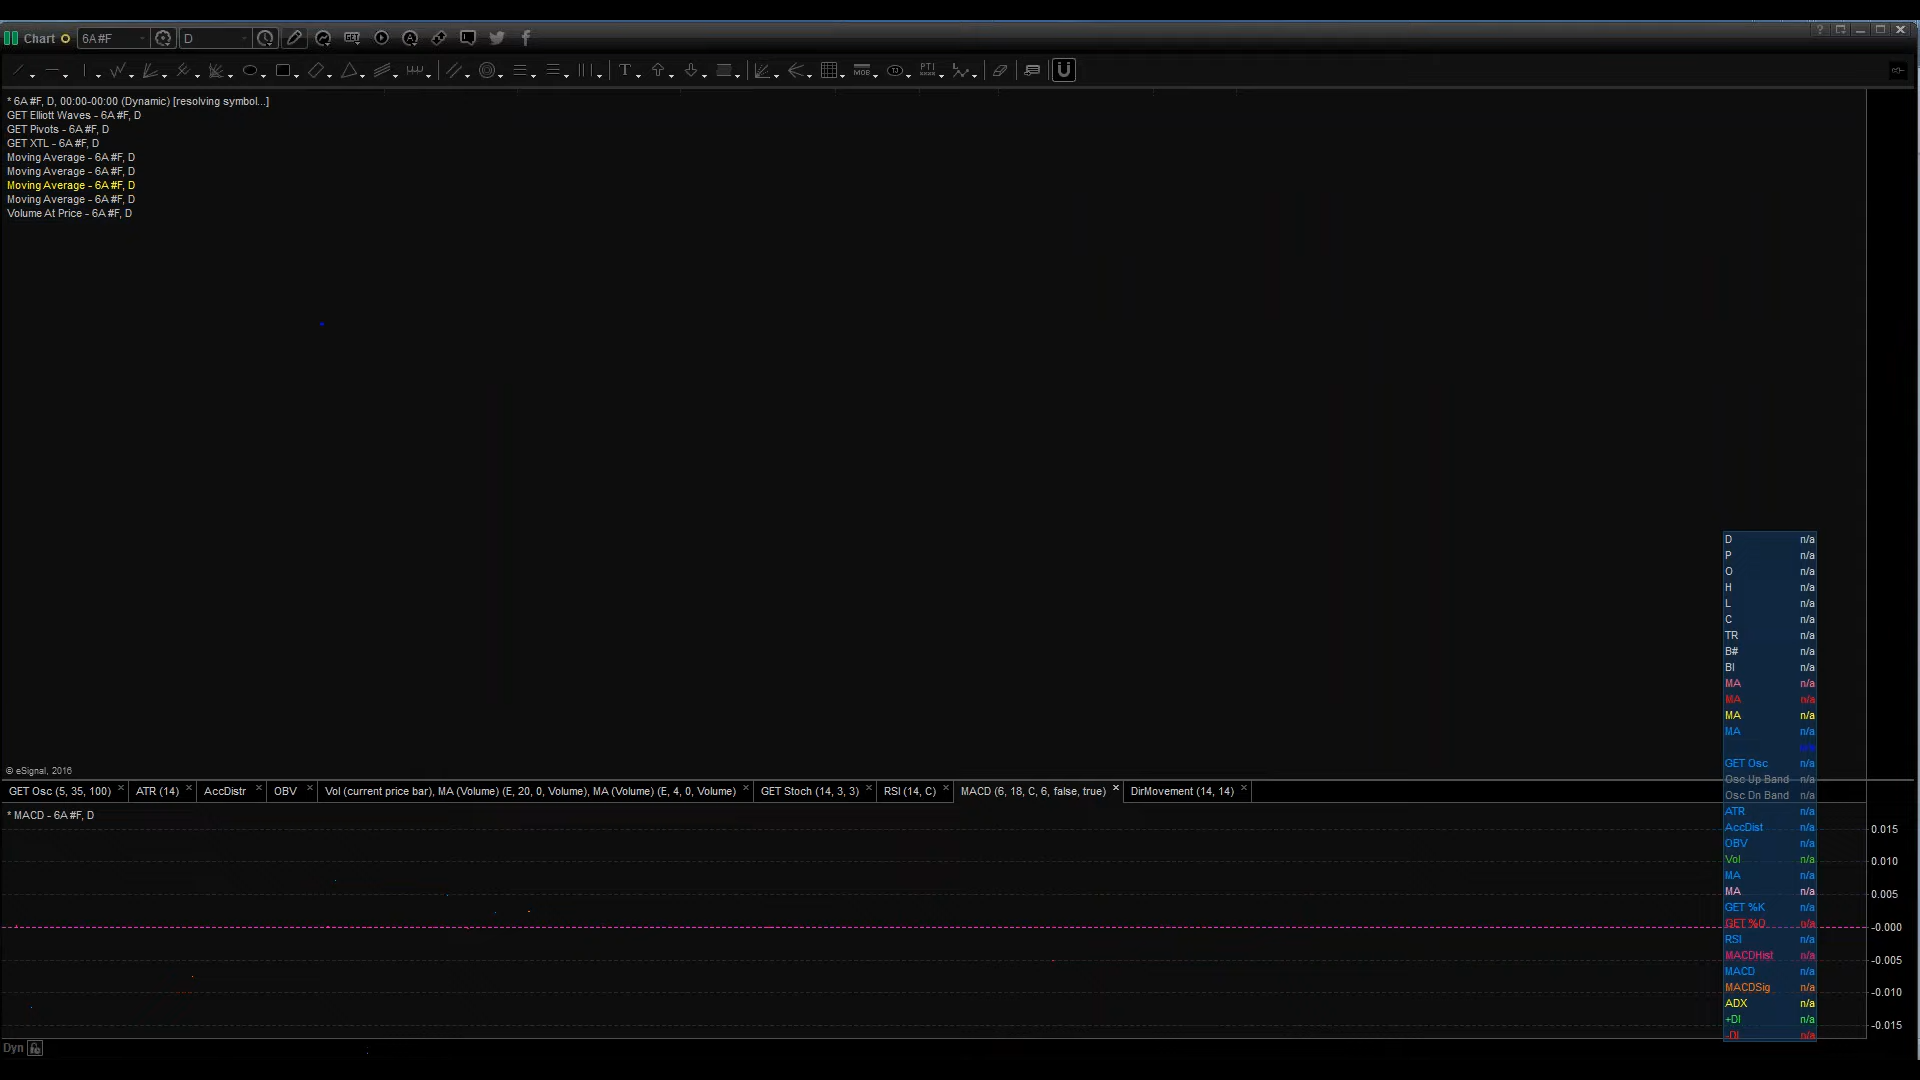 Chart 6A #F D
* 6A #F, D, 00:00-00:00 (Dynamic) [resolving symbol...]
GET Elliott Waves - 6A #F, D
GET Pivots - 6A #F, D
GET XTL - 6A #F, D
Moving Average - 6A #F, D
Moving Average - 6A #F, D
Moving Average - 6A #F, D
Moving Average - 6A #F, D
Volume At Price - 6A #F, D
D n/a
P n/a
O n/a
H n/a
L n/a
C n/a
TR n/a
B# n/a
BI n/a
MA n/a
MA n/a
MA n/a
MA n/a
n/a
GET Osc n/a
Osc Up Band n/a
Osc Dn Band n/a
ATR n/a
AccDist n/a
OBV n/a
Vol n/a
MA n/a
MA n/a
GET %K n/a
GET %D n/a
RSI n/a
MACDHist n/a
MACD n/a
MACDSig n/a
ADX n/a
+DI n/a
-DI n/a
© eSignal, 2016
GET Osc (5, 35, 100) ATR (14) AccDistr OBV Vol (current price bar), MA (Volume) (E, 20, 0, Volume), MA (Volume) (E, 4, 0, Volume) GET Stoch (14, 3, 3) RSI (14, C) MACD (6, 18, C, 6, false, true) DirMovement (14, 14)
* MACD - 6A #F, D
0.015
0.010
0.005
-0.000
-0.005
-0.010
-0.015
Dyn